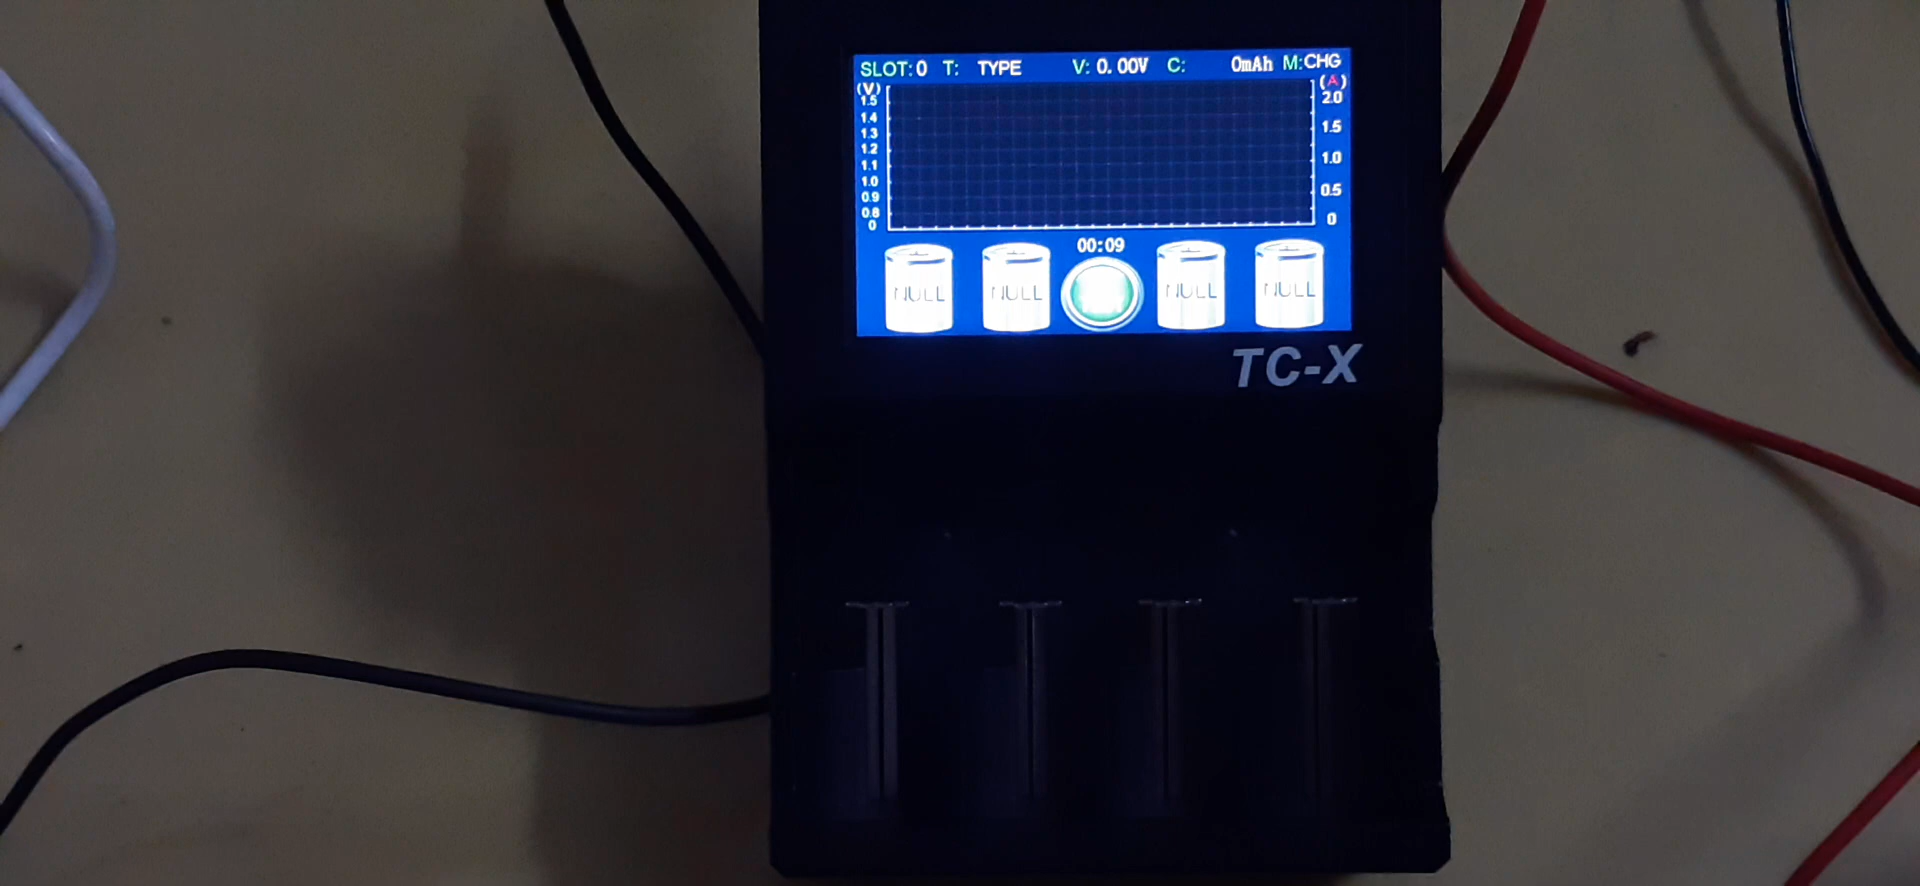 SLOT:0 T: TYPE V: 0.00V C: 0mAh M:CHG
(V) (A)
1.5 2.0
1.4
1.3 1.5
1.2
1.1 1.0
1.0
0.9 0.5
0.8
0 0
00:09
NULL NULL NULL NULL
TC-X